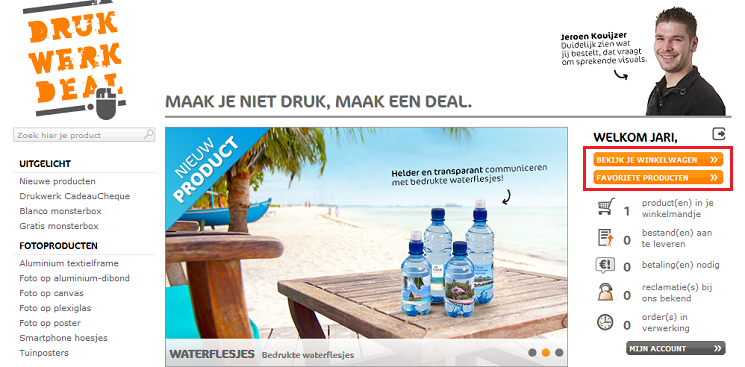 DRUK
WERK
DEAL
Jeroen Kouijzer
Duidelijk zien wat
jij bestelt, dat vraagt
om sprekende visuals.
MAAK JE NIET DRUK, MAAK EEN DEAL.
Zoek hier je product
UITGELICHT
Nieuwe producten
Drukwerk CadeauCheque
Blanco monsterbox
Gratis monsterbox
FOTOPRODUCTEN
Aluminium textielframe
Foto op aluminium-dibond
Foto op canvas
Foto op plexiglas
Foto op poster
Smartphone hoesjes
Tuinposters
NIEUW
PRODUCT
Helder en transparant communiceren
met bedrukte waterflesjes!
WATERFLESJES Bedrukte waterflesjes
WELKOM JARI,
BEKIJK JE WINKELWAGEN »
FAVORIETE PRODUCTEN »
1 product(en) in je
winkelmandje
0 bestand(en) aan
te leveren
€! 0 betaling(en) nodig
0 reclamatie(s) bij
ons bekend
0 order(s) in
verwerking
MIJN ACCOUNT »